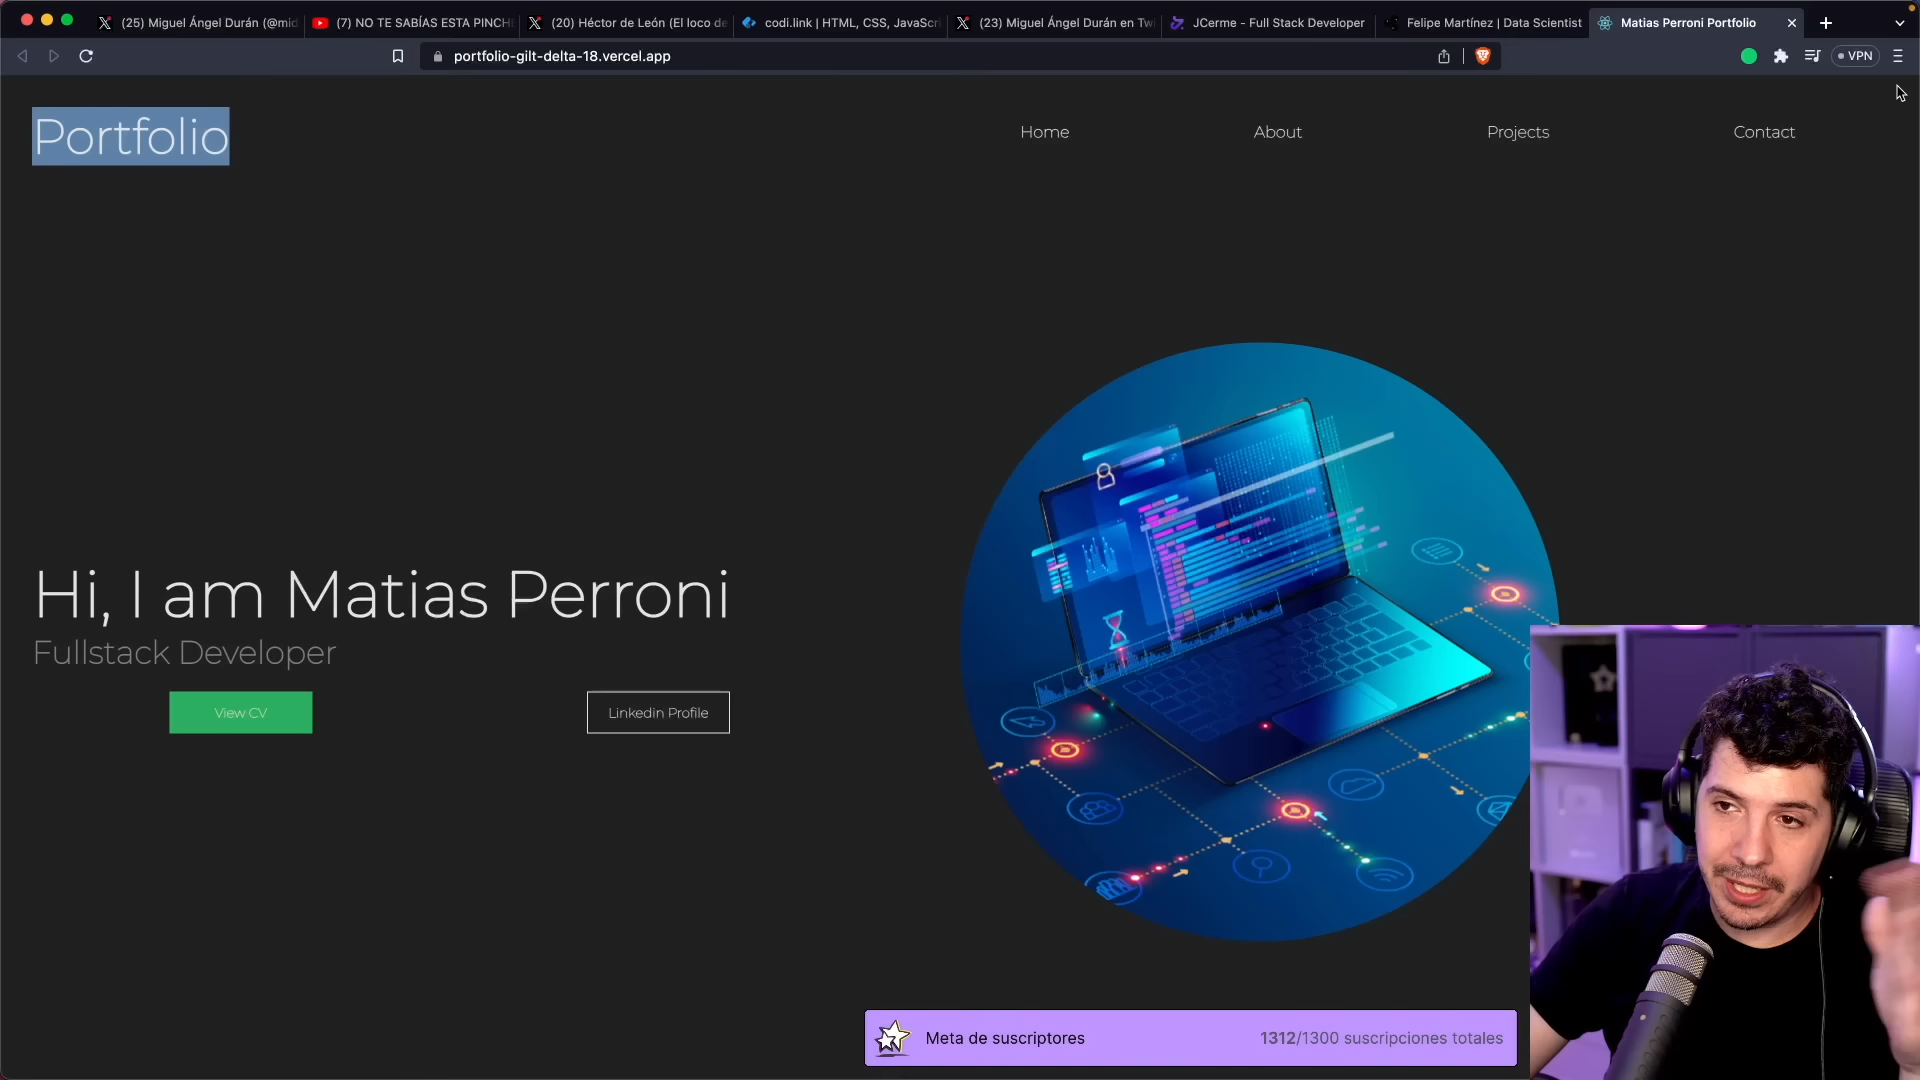 (25) Miguel Ángel Durán (@mid
(7) NO TE SABÍAS ESTA PINCHE
(20) Héctor de León (El loco de
codi.link | HTML, CSS, JavaScri
(23) Miguel Ángel Durán en Tw
JCerme - Full Stack Developer
Felipe Martínez | Data Scientist
Matias Perroni Portfolio
portfolio-gilt-delta-18.vercel.app
VPN
Portfolio
Home
About
Projects
Contact
Hi, I am Matias Perroni
Fullstack Developer
View CV
Linkedin Profile
Meta de suscriptores
1312/1300 suscripciones totales